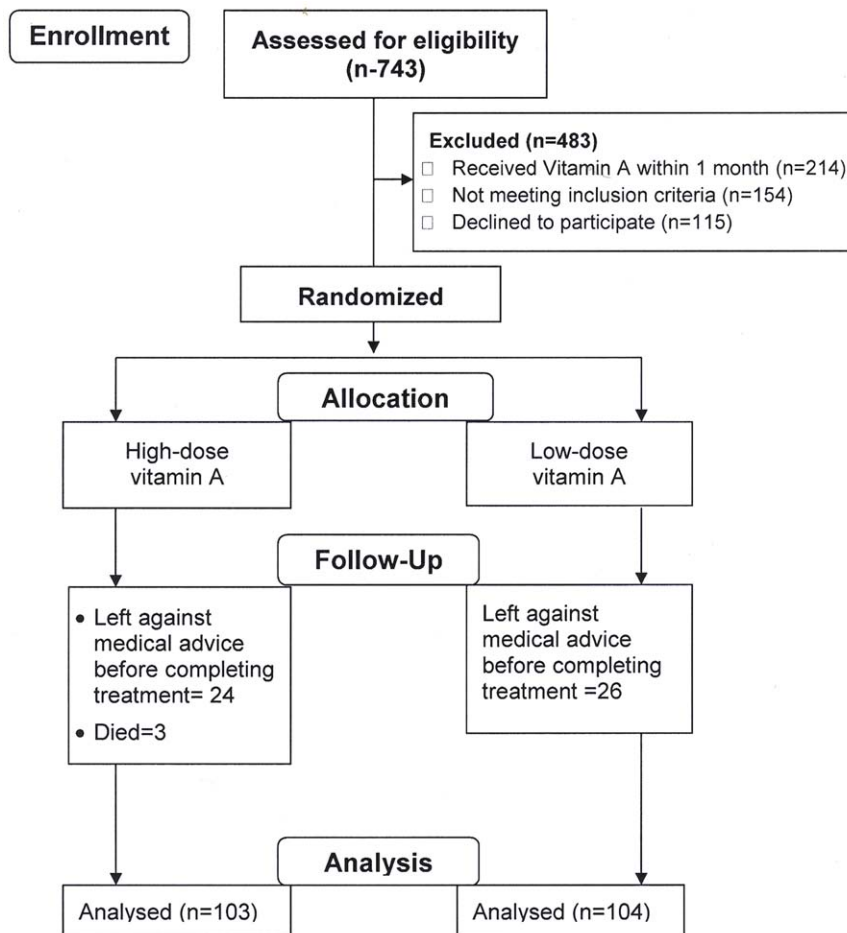 Enrollment
Assessed for eligibility
(n-743)
Excluded (n=483)
Received Vitamin A within 1 month (n=214)
Not meeting inclusion criteria (n=154)
Declined to participate (n=115)
Randomized
Allocation
High-dose
vitamin A
Low-dose
vitamin A
Follow-Up
• Left against
medical advice
before completing
treatment= 24
• Died=3
Left against
medical advice
before completing
treatment =26
Analysis
Analysed (n=103)
Analysed (n=104)